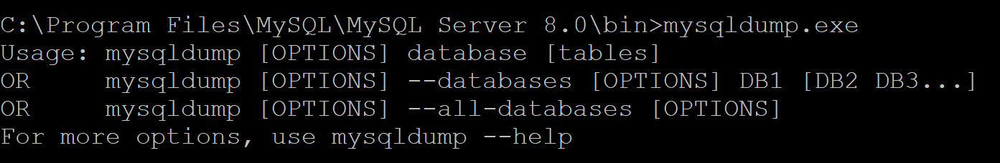 C:\Program Files\MySQL\MySQL Server 8.0\bin>mysqldump.exe
Usage: mysqldump [OPTIONS] database [tables]
OR     mysqldump [OPTIONS] --databases [OPTIONS] DB1 [DB2 DB3...]
OR     mysqldump [OPTIONS] --all-databases [OPTIONS]
For more options, use mysqldump --help